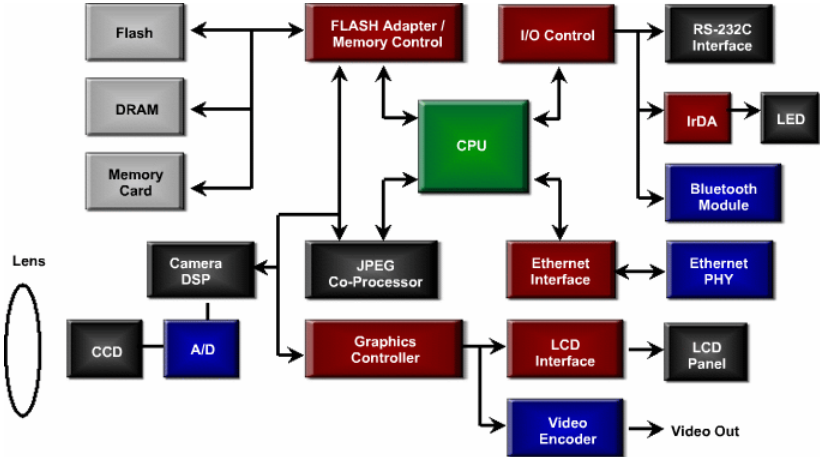 Flash
FLASH Adapter /
Memory Control
I/O Control
RS-232C
Interface
DRAM
CPU
IrDA
LED
Memory
Card
Bluetooth
Module
Lens
Camera
DSP
JPEG
Co-Processor
Ethernet
Interface
Ethernet
PHY
CCD
A/D
Graphics
Controller
LCD
Interface
LCD
Panel
Video
Encoder
Video Out